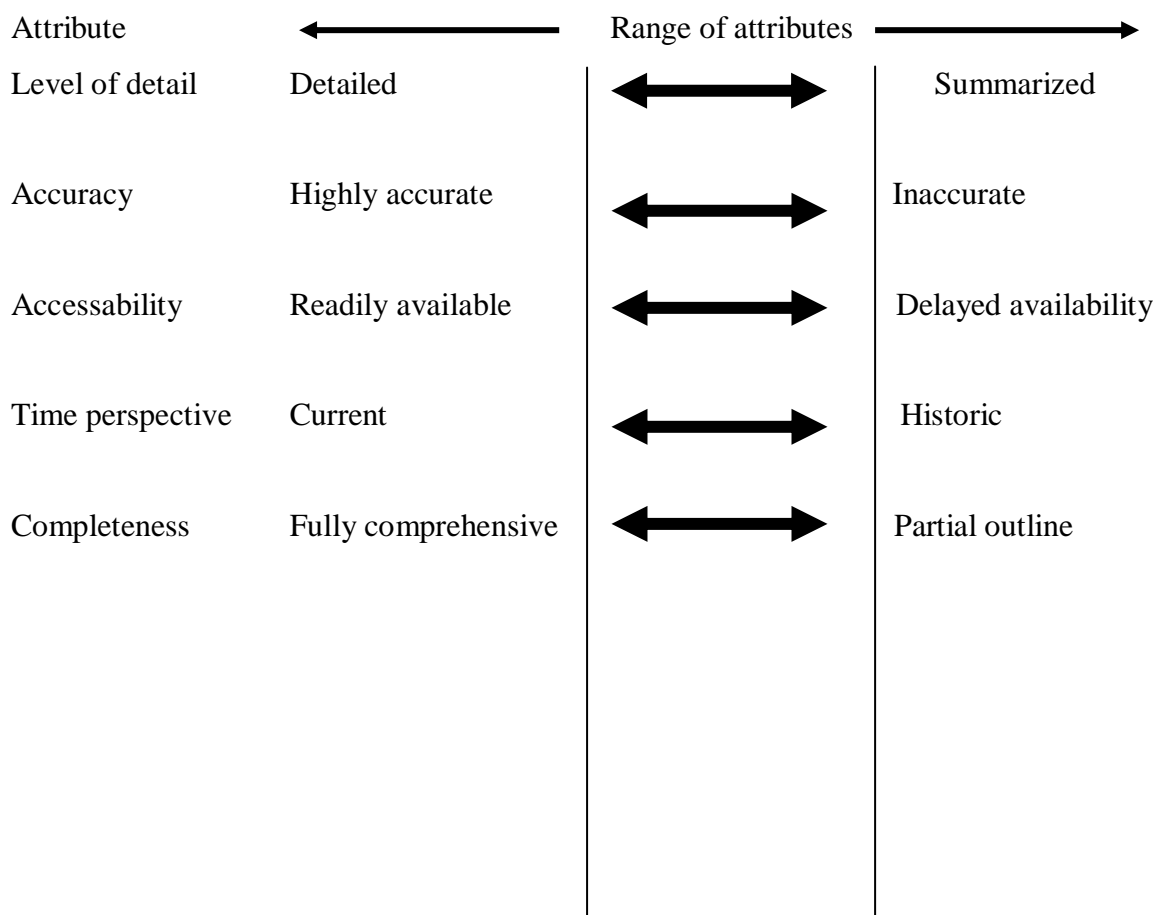 Attribute Range of attributes
Level of detail Detailed Summarized
Accuracy Highly accurate Inaccurate
Accessability Readily available Delayed availability
Time perspective Current Historic
Completeness Fully comprehensive Partial outline